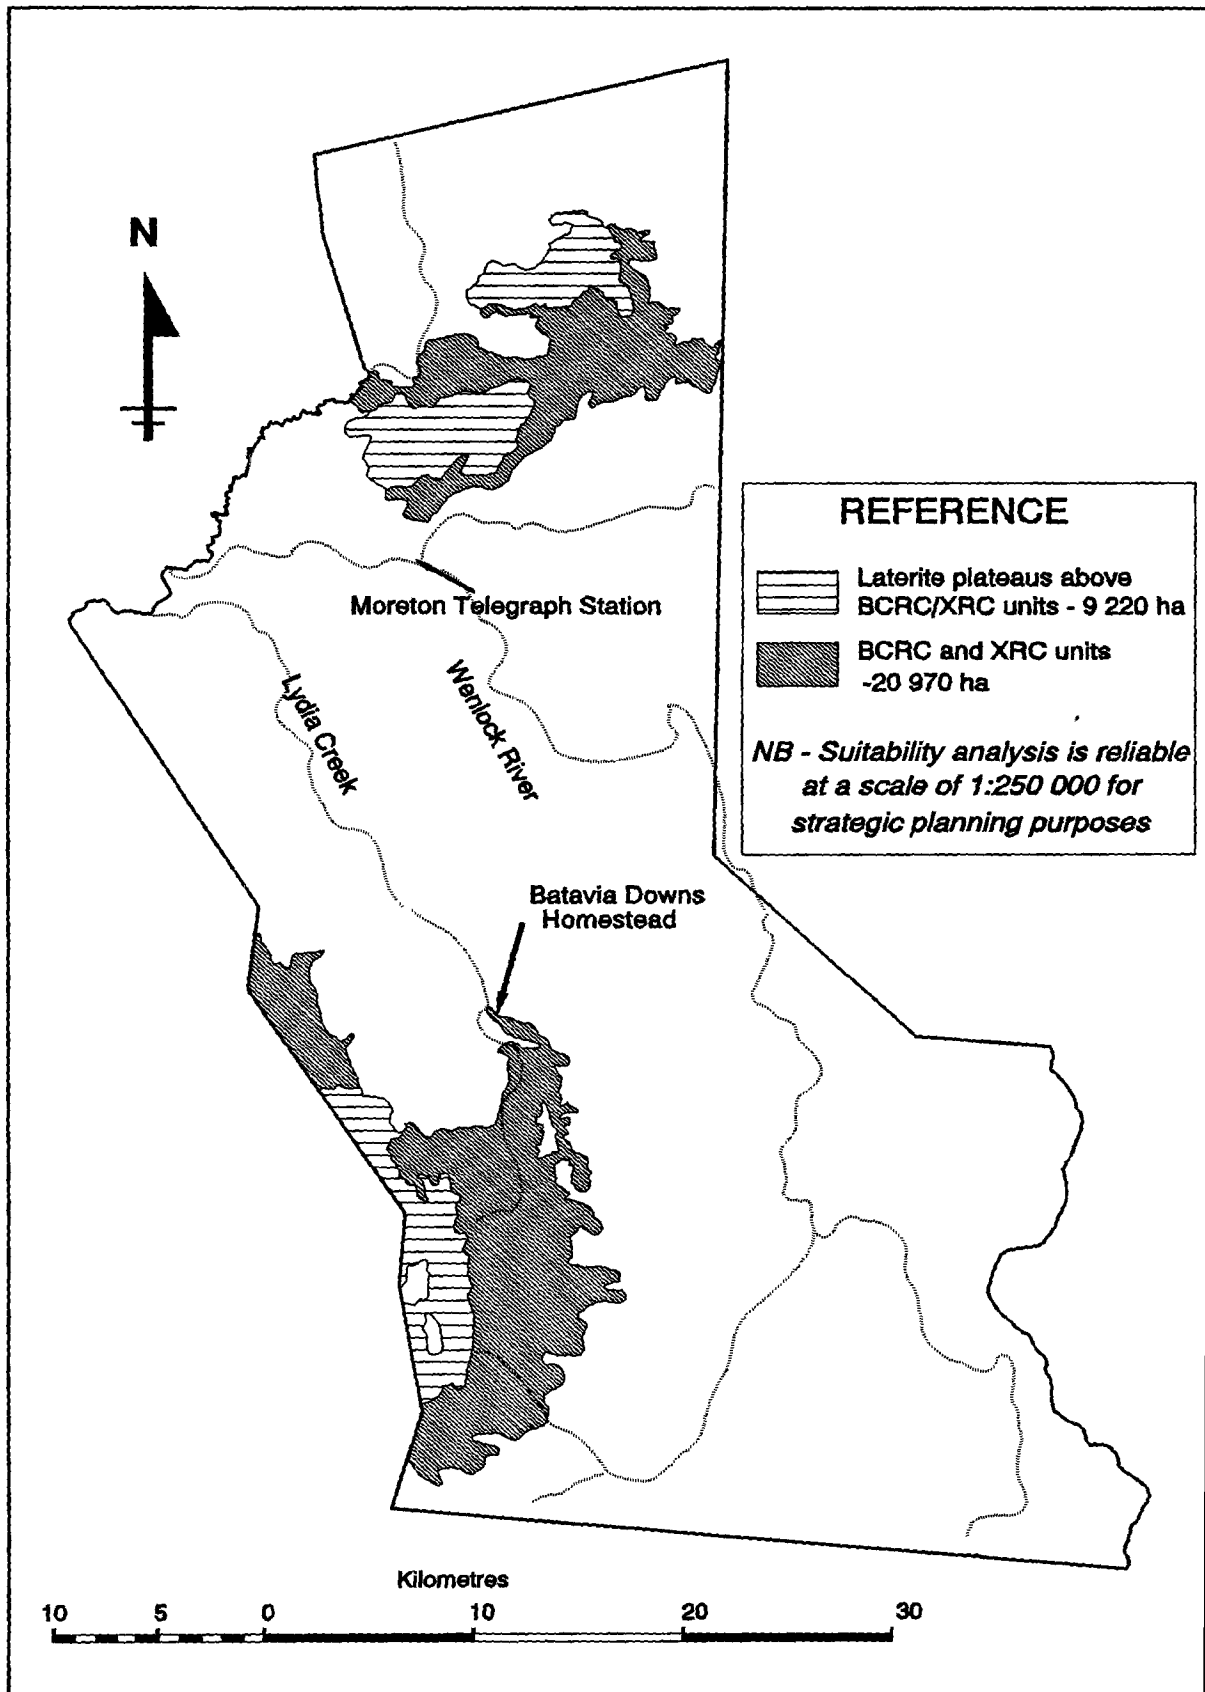 N
REFERENCE
Laterite plateaus above
BCRC/XRC units - 9 220 ha
BCRC and XRC units
-20 970 ha
NB - Suitability analysis is reliable
at a scale of 1:250 000 for
strategic planning purposes
Moreton Telegraph Station
Lydia Creek
Wenlock River
Batavia Downs
Homestead
Kilometres
10 5 0 10 20 30